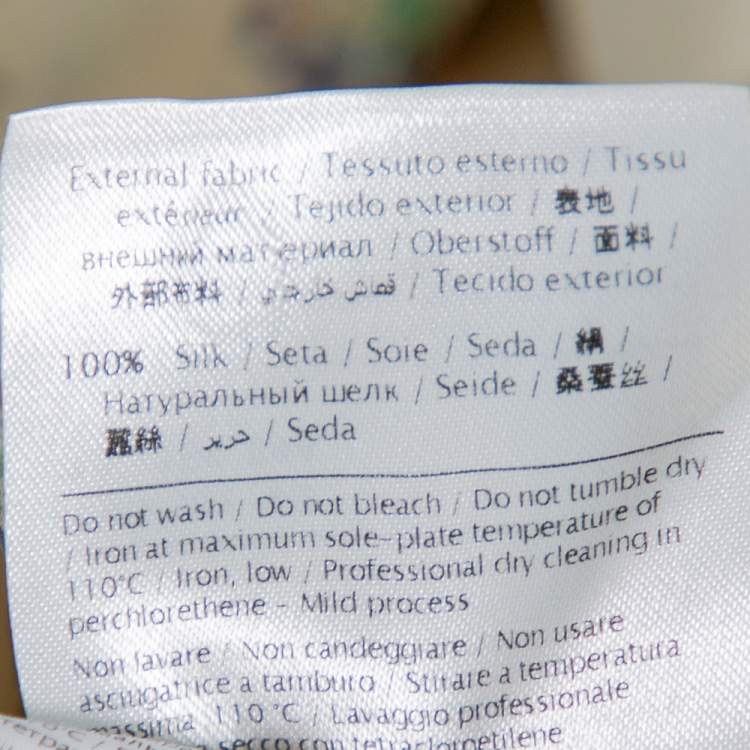 External fabric / Tessuto esterno / Tissu
extérieur / Tejido exterior / 表地 /
внешний материал / Oberstoff / 面料 /
外部布料 / قماش خارجي / Tecido exterior
100% Silk / Seta / Soie / Seda / 絹 /
Натуральный шелк / Seide / 桑蚕丝 /
蠶絲 / حرير / Seda
Do not wash / Do not bleach / Do not tumble dry
/ Iron at maximum sole-plate temperature of
110°C / Iron, low / Professional dry cleaning in
perchlorethene - Mild process
Non lavare / Non candeggiare / Non usare
asciugatrice a tamburo / Stirare a temperatura
massima 110 °C / Lavaggio professionale
a secco con tetracloroetilene